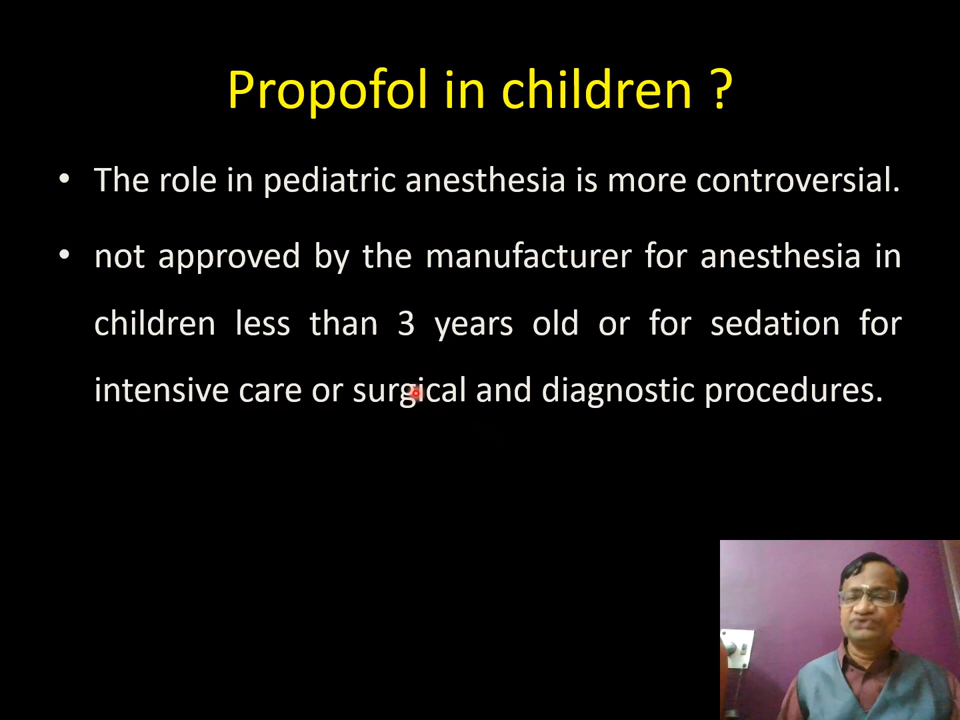 Propofol in children ?
• The role in pediatric anesthesia is more controversial.
• not approved by the manufacturer for anesthesia in
children less than 3 years old or for sedation for
intensive care or surgical and diagnostic procedures.